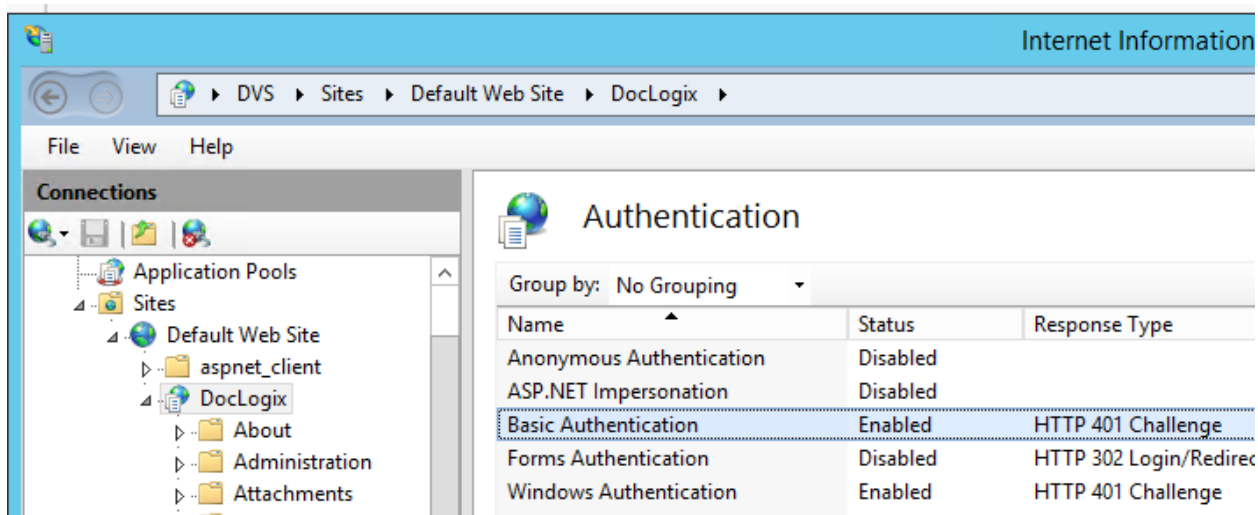 Internet Information
DVS Sites Default Web Site DocLogix
File View Help
Connections
Authentication
Application Pools
Group by: No Grouping
Sites
Name Status Response Type
Default Web Site
Anonymous Authentication Disabled
aspnet_client
ASP.NET Impersonation Disabled
DocLogix
Basic Authentication Enabled HTTP 401 Challenge
About
Forms Authentication Disabled HTTP 302 Login/Redirec
Administration
Windows Authentication Enabled HTTP 401 Challenge
Attachments